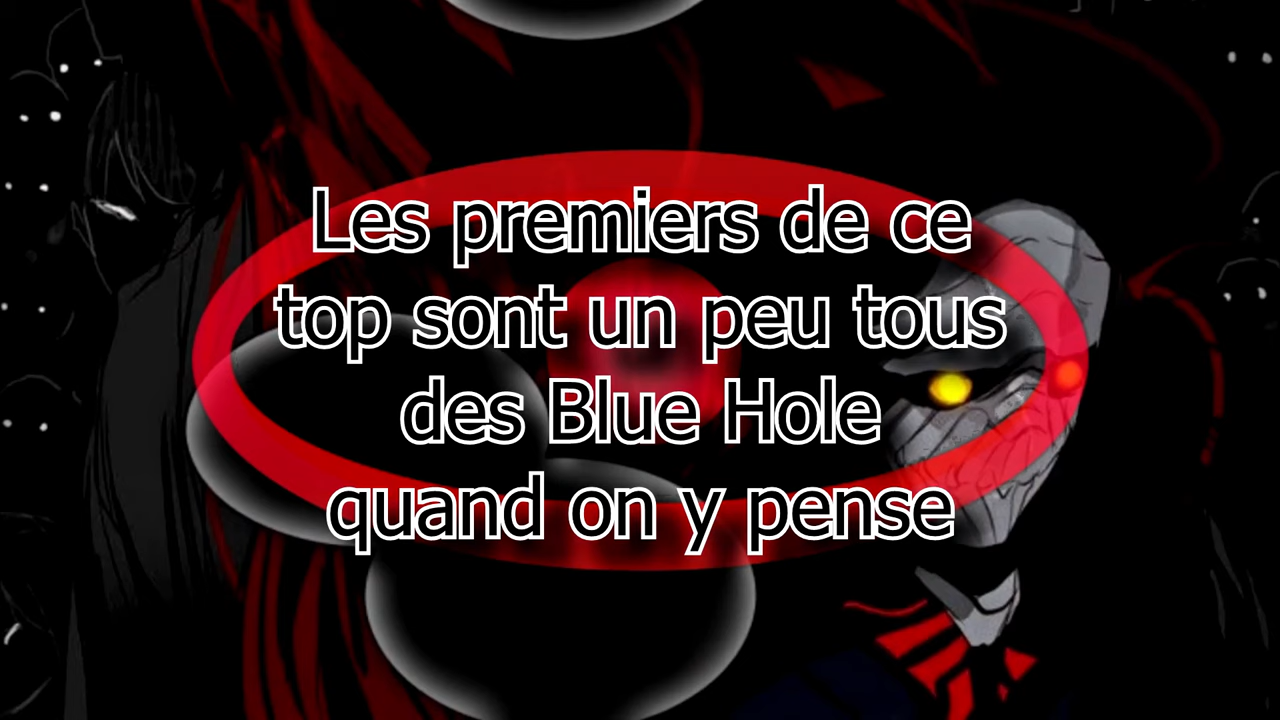 Les premiers de ce
top sont un peu tous
des Blue Hole
quand on y pense